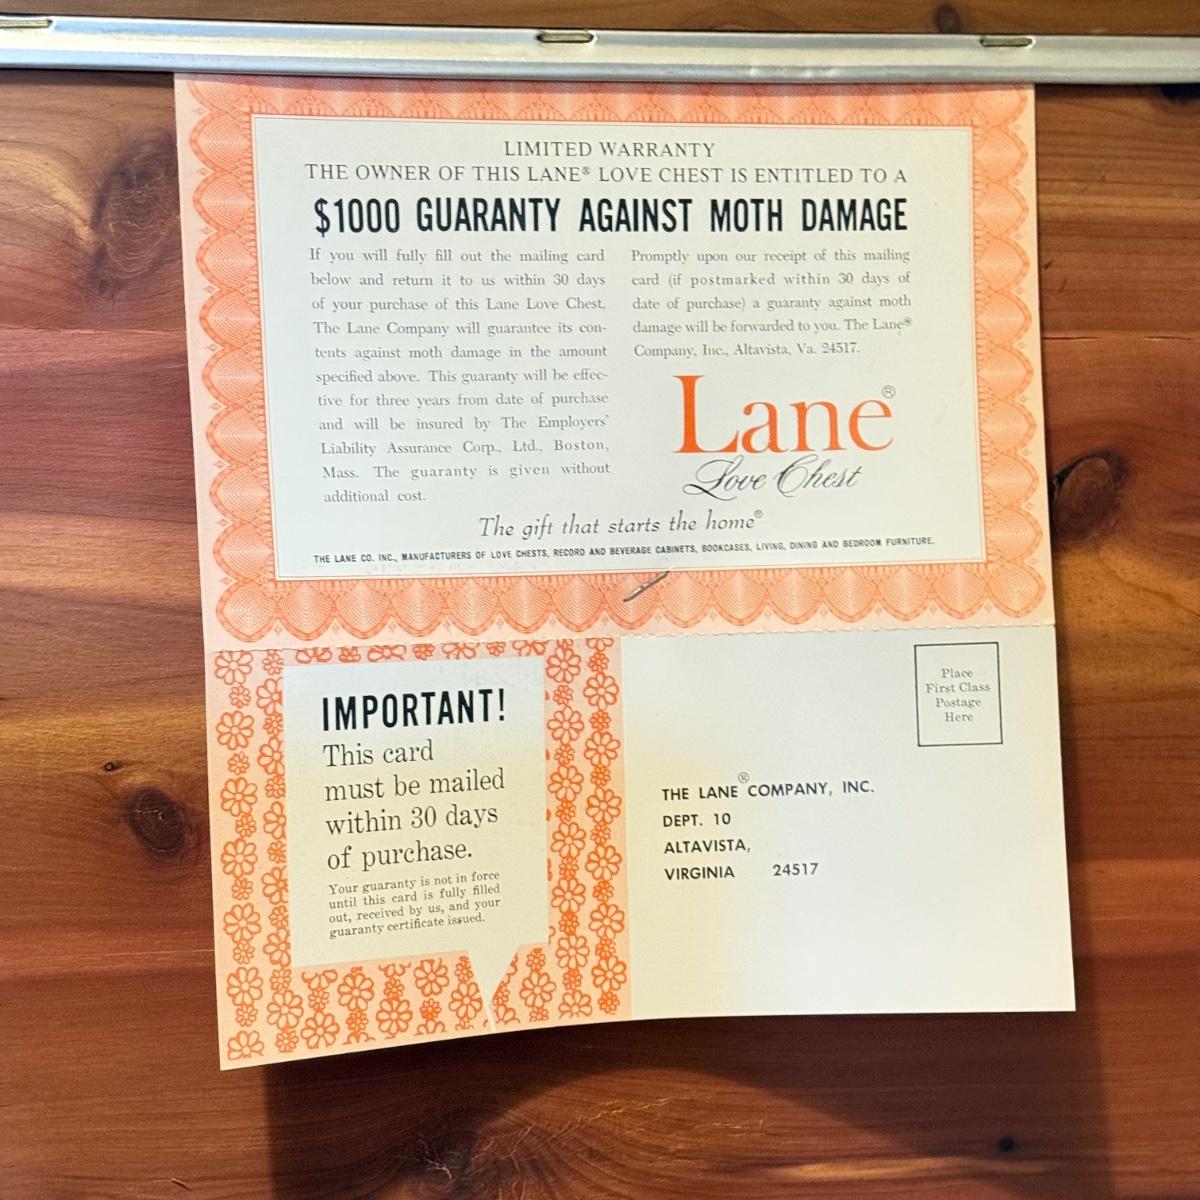 LIMITED WARRANTY
THE OWNER OF THIS LANE® LOVE CHEST IS ENTITLED TO A
$1000 GUARANTY AGAINST MOTH DAMAGE
If you will fully fill out the mailing card
below and return it to us within 30 days
of your purchase of this Lane Love Chest,
The Lane Company will guarantee its con-
tents against moth damage in the amount
specified above. This guaranty will be effec-
tive for three years from date of purchase
and will be insured by The Employers'
Liability Assurance Corp., Ltd., Boston,
Mass. The guaranty is given without
additional cost.
Promptly upon our receipt of this mailing
card (if postmarked within 30 days of
date of purchase) a guaranty against moth
damage will be forwarded to you. The Lane®
Company, Inc., Altavista, Va. 24517.
Lane®
Love Chest
The gift that starts the home®
THE LANE CO. INC., MANUFACTURERS OF LOVE CHESTS, RECORD AND BEVERAGE CABINETS, BOOKCASES, LIVING, DINING AND BEDROOM FURNITURE.
IMPORTANT!
This card
must be mailed
within 30 days
of purchase.
Your guaranty is not in force
until this card is fully filled
out, received by us, and your
guaranty certificate issued.
Place
First Class
Postage
Here
THE LANE® COMPANY, INC.
DEPT. 10
ALTAVISTA,
VIRGINIA 24517